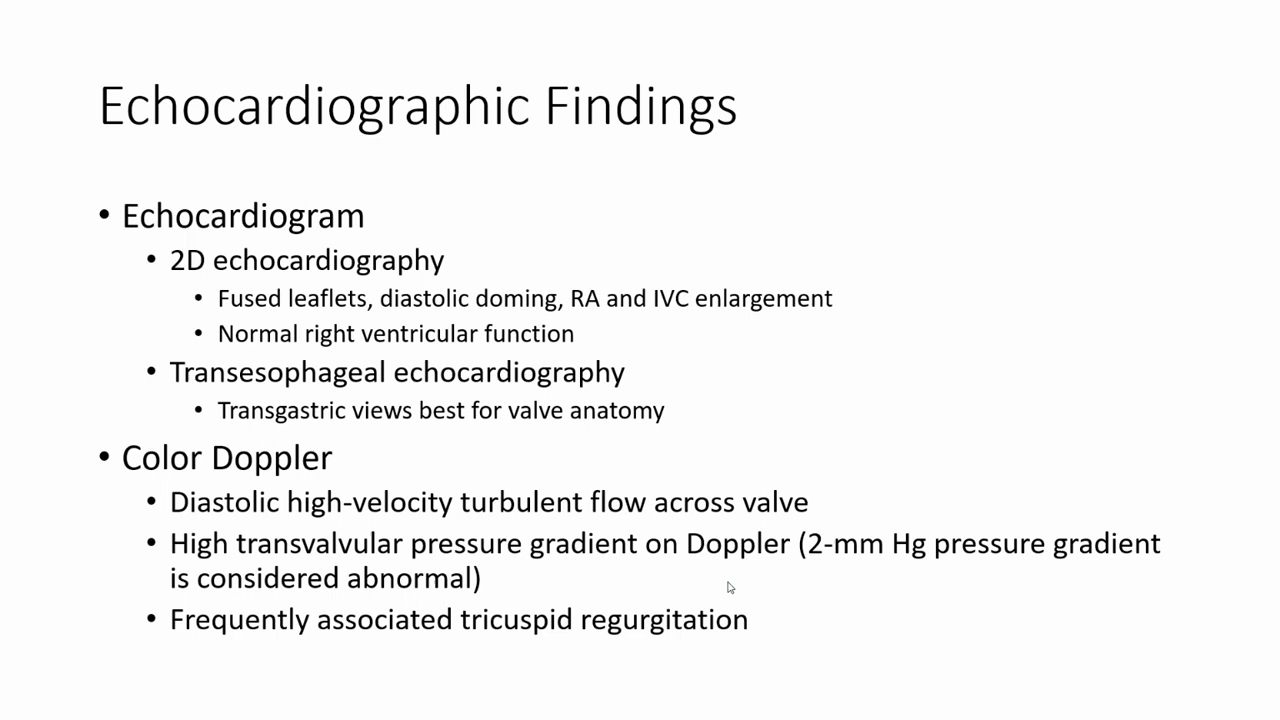 Echocardiographic Findings
• Echocardiogram
• 2D echocardiography
• Fused leaflets, diastolic doming, RA and IVC enlargement
• Normal right ventricular function
• Transesophageal echocardiography
• Transgastric views best for valve anatomy
• Color Doppler
• Diastolic high-velocity turbulent flow across valve
• High transvalvular pressure gradient on Doppler (2-mm Hg pressure gradient
is considered abnormal)
• Frequently associated tricuspid regurgitation